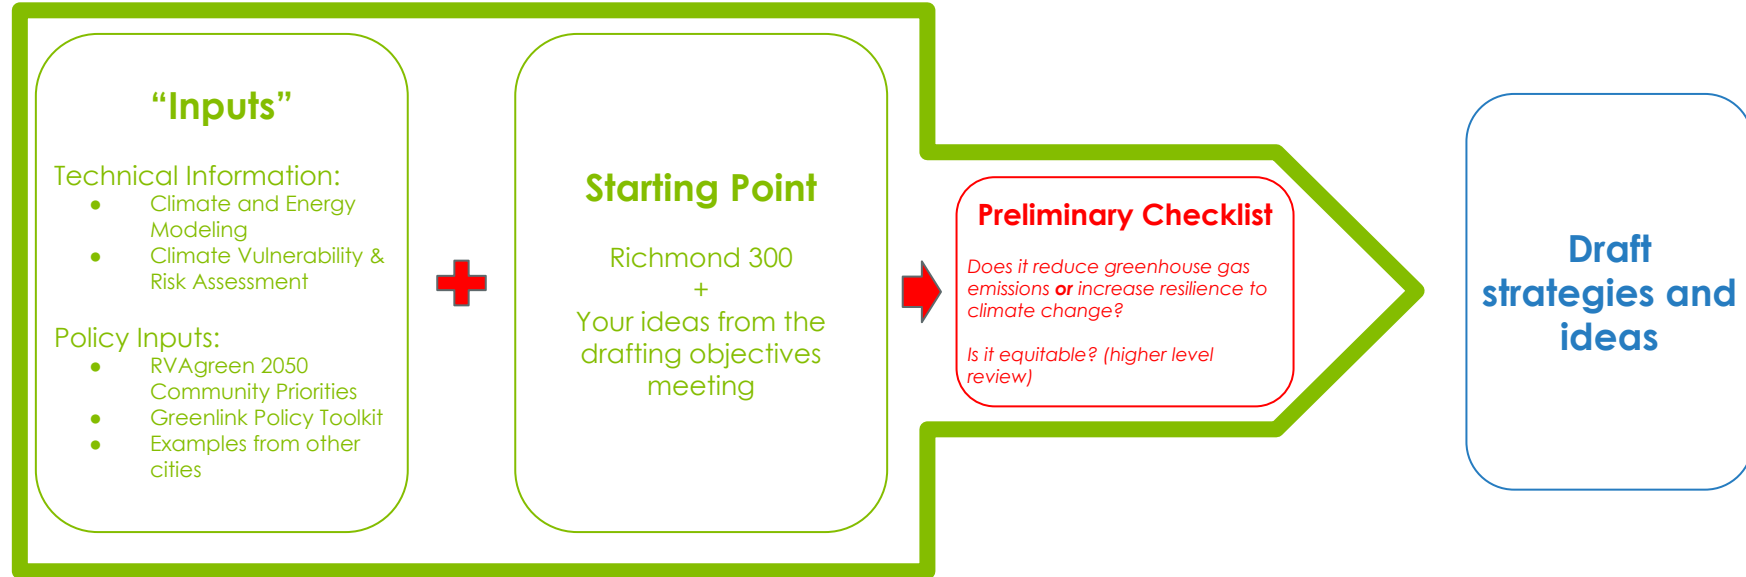 “Inputs”
Technical Information:
● Climate and Energy
Modeling
● Climate Vulnerability &
Risk Assessment
Policy Inputs:
● RVAgreen 2050
Community Priorities
● Greenlink Policy Toolkit
● Examples from other
cities
Starting Point
Richmond 300
+
Your ideas from the
drafting objectives
meeting
Preliminary Checklist
Does it reduce greenhouse gas
emissions or increase resilience to
climate change?
Is it equitable? (higher level
review)
Draft
strategies and
ideas